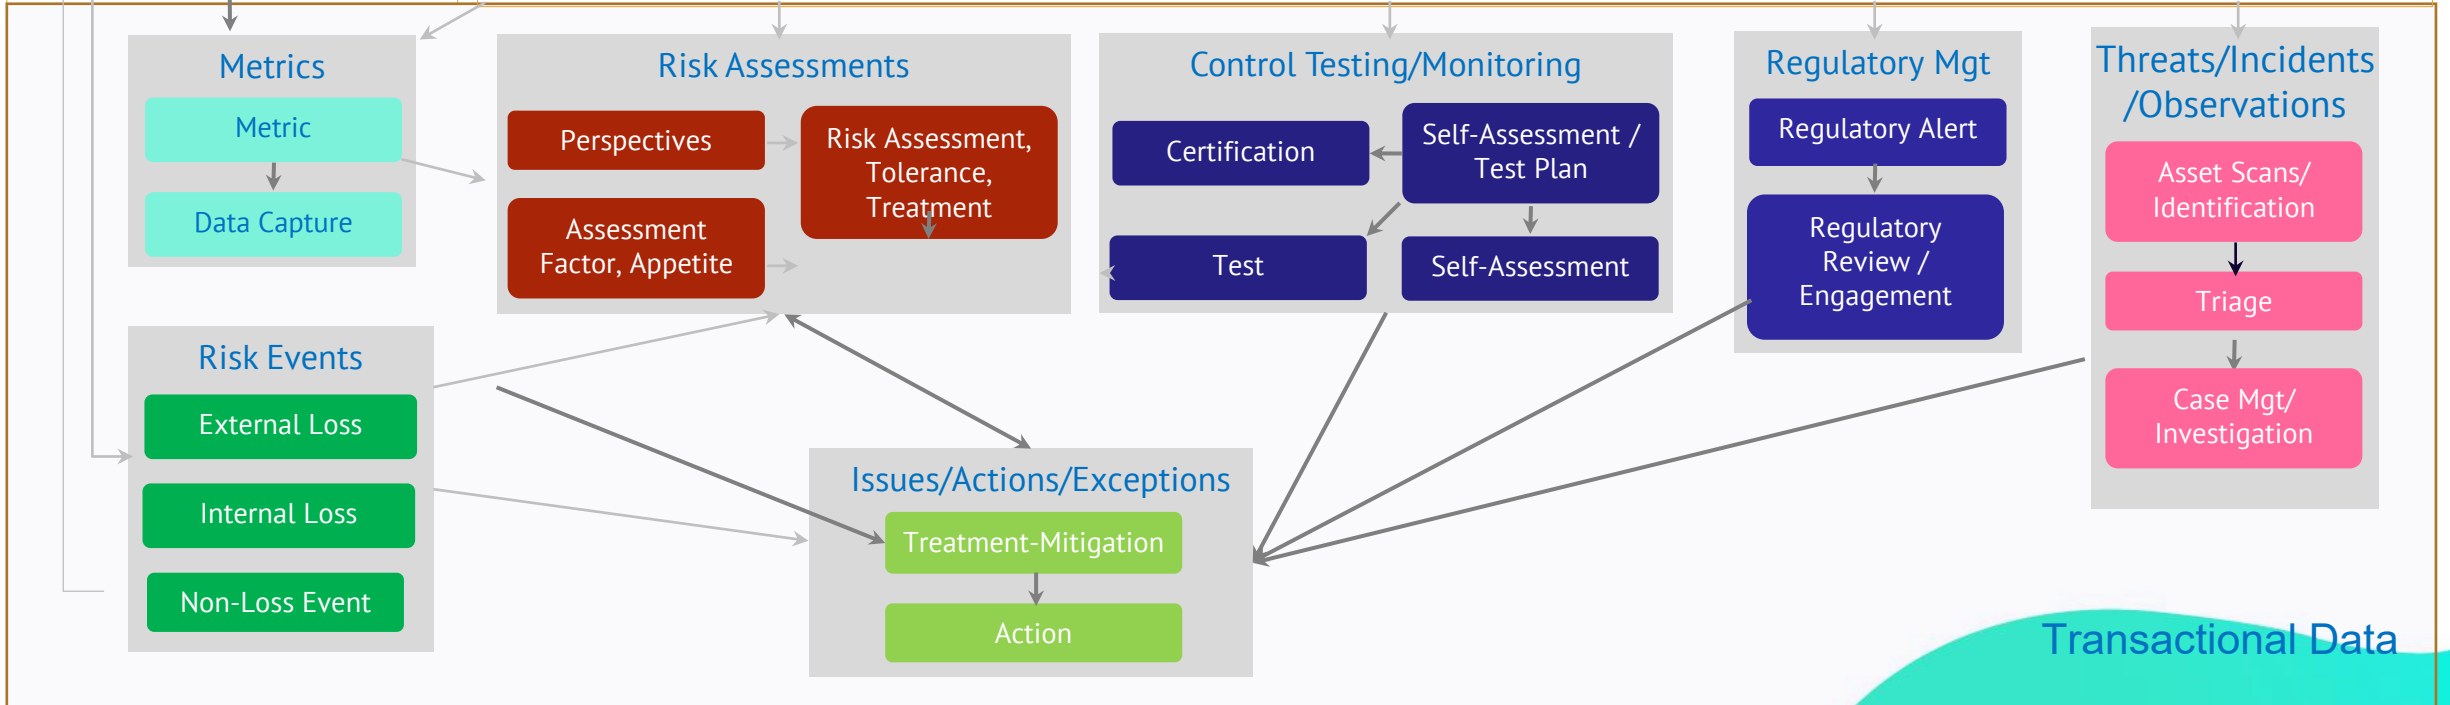 Metrics
Metric
Data Capture
Risk Assessments
Perspectives
Assessment
Factor, Appetite
Risk Assessment,
Tolerance,
Treatment
Control Testing/Monitoring
Certification
Self-Assessment /
Test Plan
Test
Self-Assessment
Regulatory Mgt
Regulatory Alert
Regulatory
Review /
Engagement
Threats/Incidents
/Observations
Asset Scans/
Identification
Triage
Case Mgt/
Investigation
Risk Events
External Loss
Internal Loss
Non-Loss Event
Issues/Actions/Exceptions
Treatment-Mitigation
Action
Transactional Data